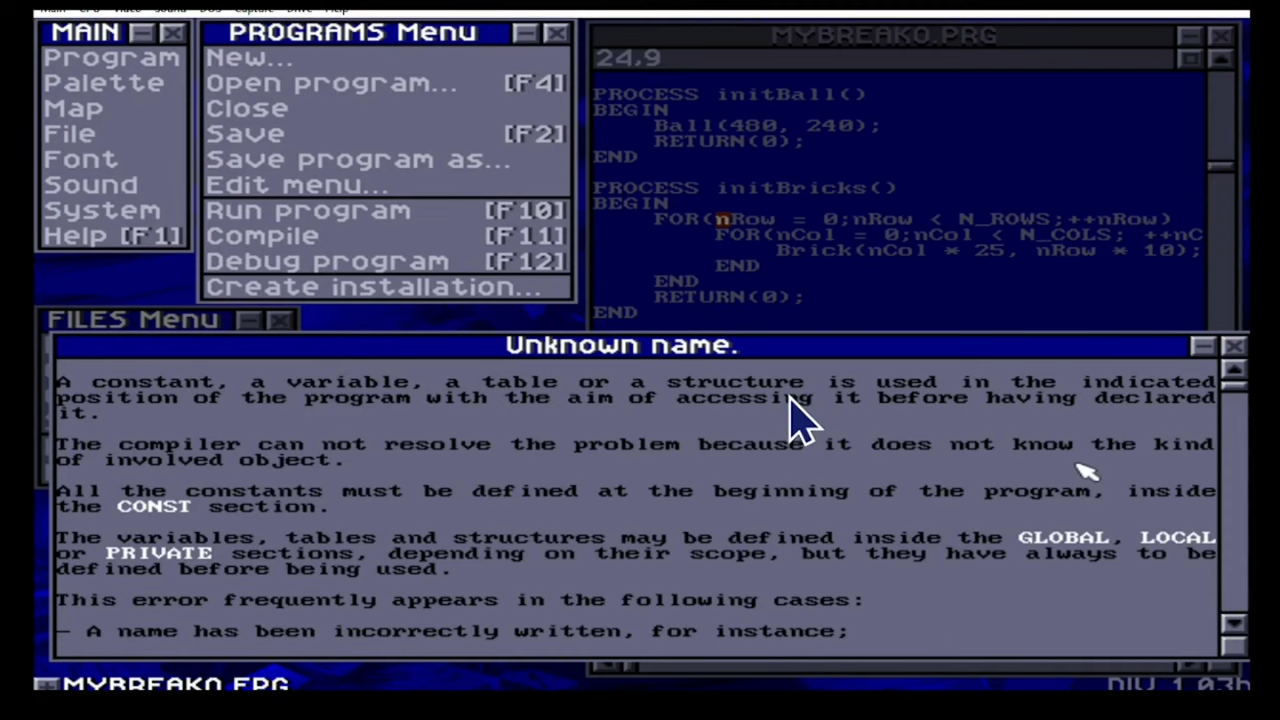 MAIN
Program
Palette
Map
File
Font
Sound
System
Help [F1]
PROGRAMS Menu
New...
Open program... [F4]
Close
Save [F2]
Save program as...
Edit menu...
Run program [F10]
Compile [F11]
Debug program [F12]
Create installation...
MYBREAKO.PRG
24,9
PROCESS initBall()
BEGIN
Ball(480, 240);
RETURN(0);
END
PROCESS initBricks()
BEGIN
FOR(nRow = 0;nRow < N_ROWS;++nRow)
FOR(nCol = 0;nCol < N_COLS; ++nC
Brick(nCol * 25, nRow * 10);
END
END
RETURN(0);
END
FILES Menu
Unknown name.
A constant, a variable, a table or a structure is used in the indicated
position of the program with the aim of accessing it before having declared
it.
The compiler can not resolve the problem because it does not know the kind
of involved object.
All the constants must be defined at the beginning of the program, inside
the CONST section.
The variables, tables and structures may be defined inside the GLOBAL, LOCAL
or PRIVATE sections, depending on their scope, but they have always to be
defined before being used.
This error frequently appears in the following cases:
- A name has been incorrectly written, for instance;
MYBREAKO.FPG